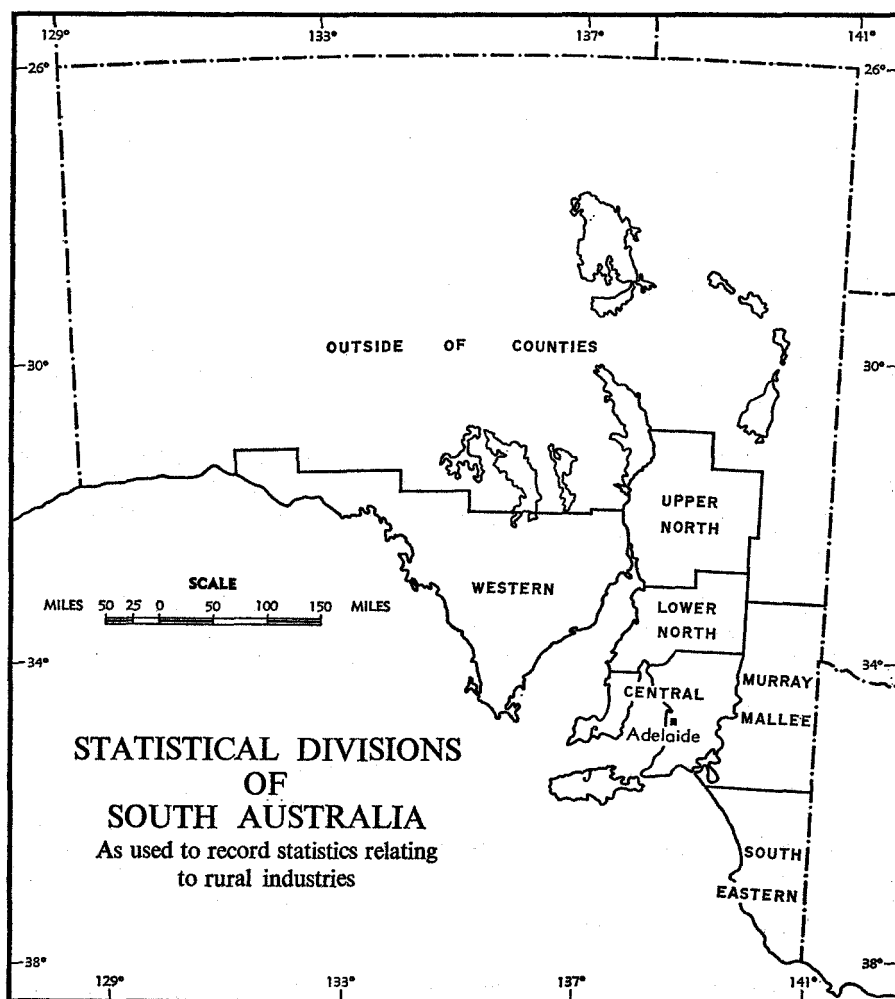 129° 133° 137° 141°
26° 26°
OUTSIDE OF COUNTIES
30° 30°
UPPER
NORTH
WESTERN
SCALE
MILES 50 25 0 50 100 150 MILES
LOWER
NORTH
34° 34°
CENTRAL
MURRAY
MALLEE
Adelaide
STATISTICAL DIVISIONS
OF
SOUTH AUSTRALIA
As used to record statistics relating
to rural industries
SOUTH
EASTERN
38° 38°
129° 133° 137° 141°